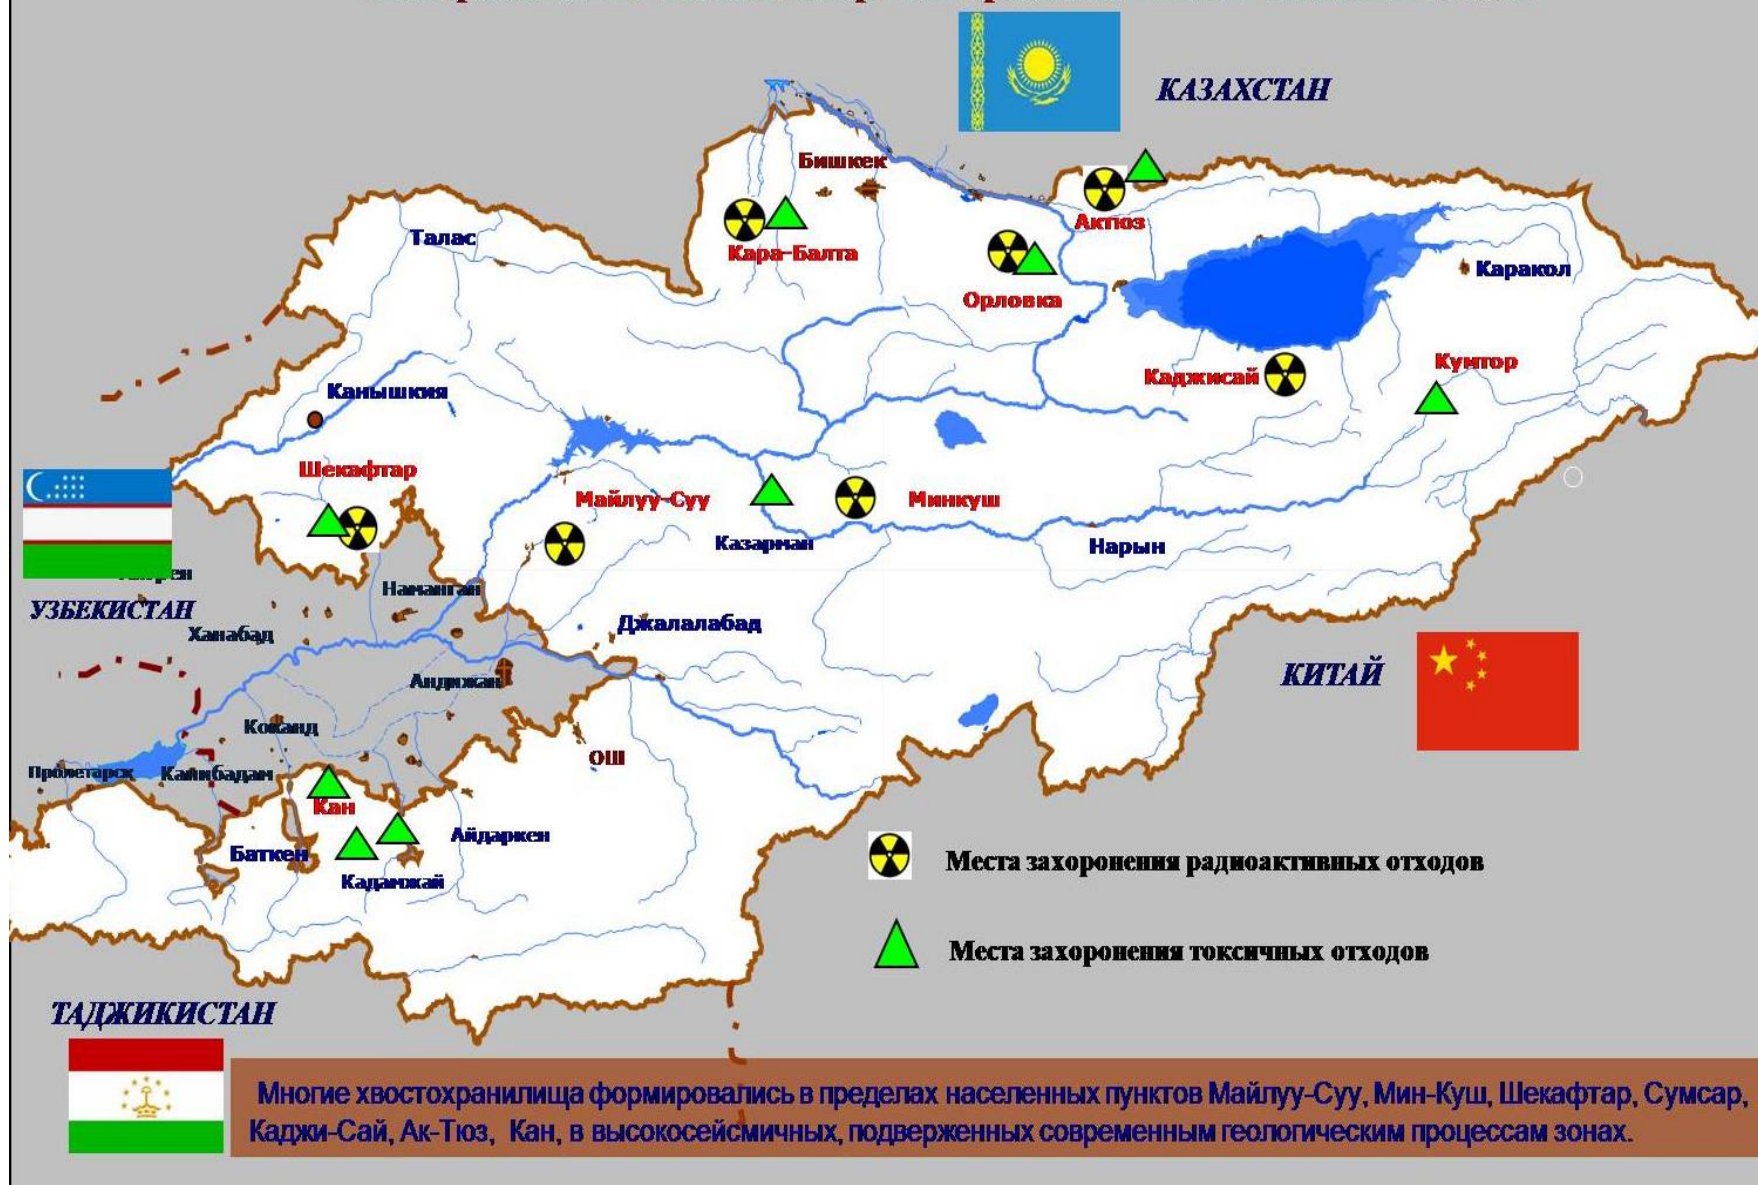 КАЗАХСТАН
Бишкек
Актюз
Талас
Кара-Балта
Каракол
Орловка
Кумтор
Каджисай
Канышкия
Шекафтар
Майлуу-Суу
Минкуш
Казарман
Нарын
Наманган
УЗБЕКИСТАН
Ханабад
Джалалабад
КИТАЙ
Андижан
Коканд
ОШ
Пролетарск
Канибадам
Кан
Айдаркен
Баткен
Кадамжай
Места захоронения радиоактивных отходов
Места захоронения токсичных отходов
ТАДЖИКИСТАН
Многие хвостохранилища формировались в пределах населенных пунктов Майлуу-Суу, Мин-Куш, Шекафтар, Сумсар,
Каджи-Сай, Ак-Тюз, Кан, в высокосейсмичных, подверженных современным геологическим процессам зонах.